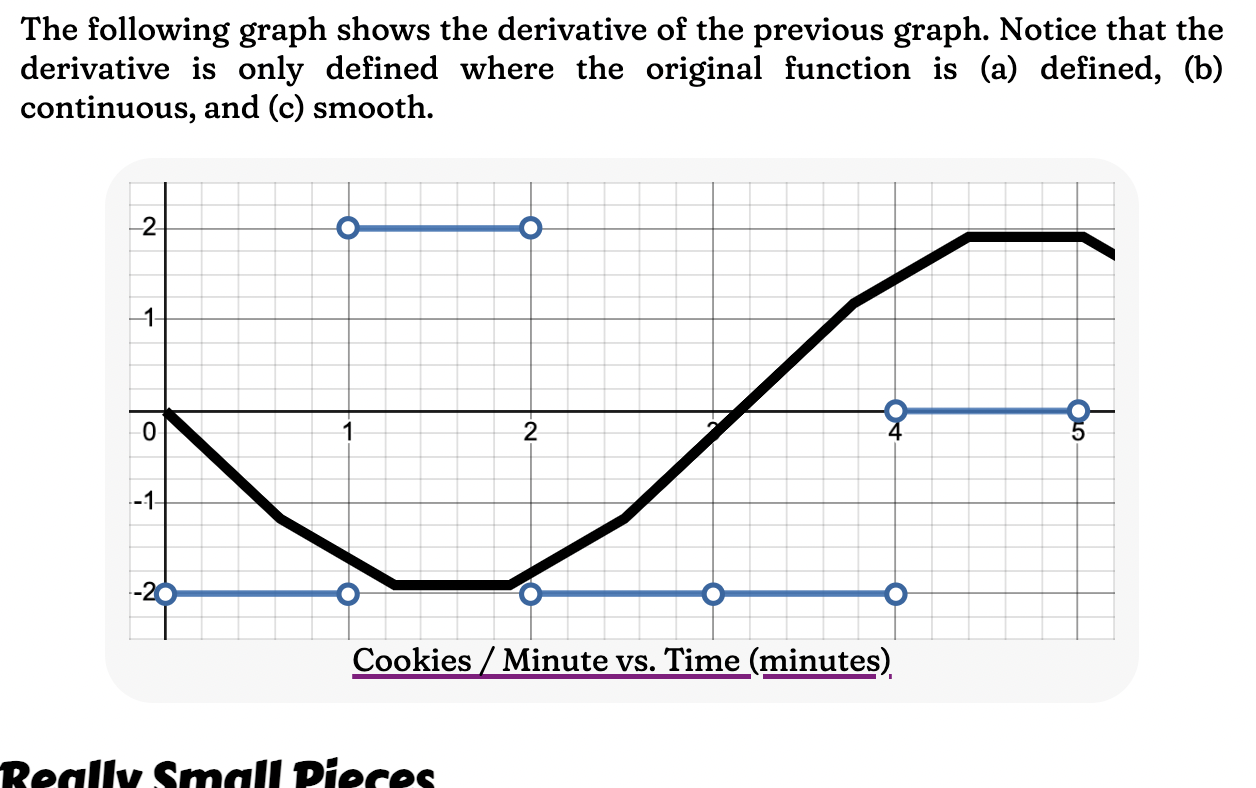 The following graph shows the derivative of the previous graph. Notice that the
derivative is only defined where the original function is (a) defined, (b)
continuous, and (c) smooth.
2
1
0
1
2
3
4
5
-1
-2
Cookies / Minute vs. Time (minutes)
Really Small Pieces